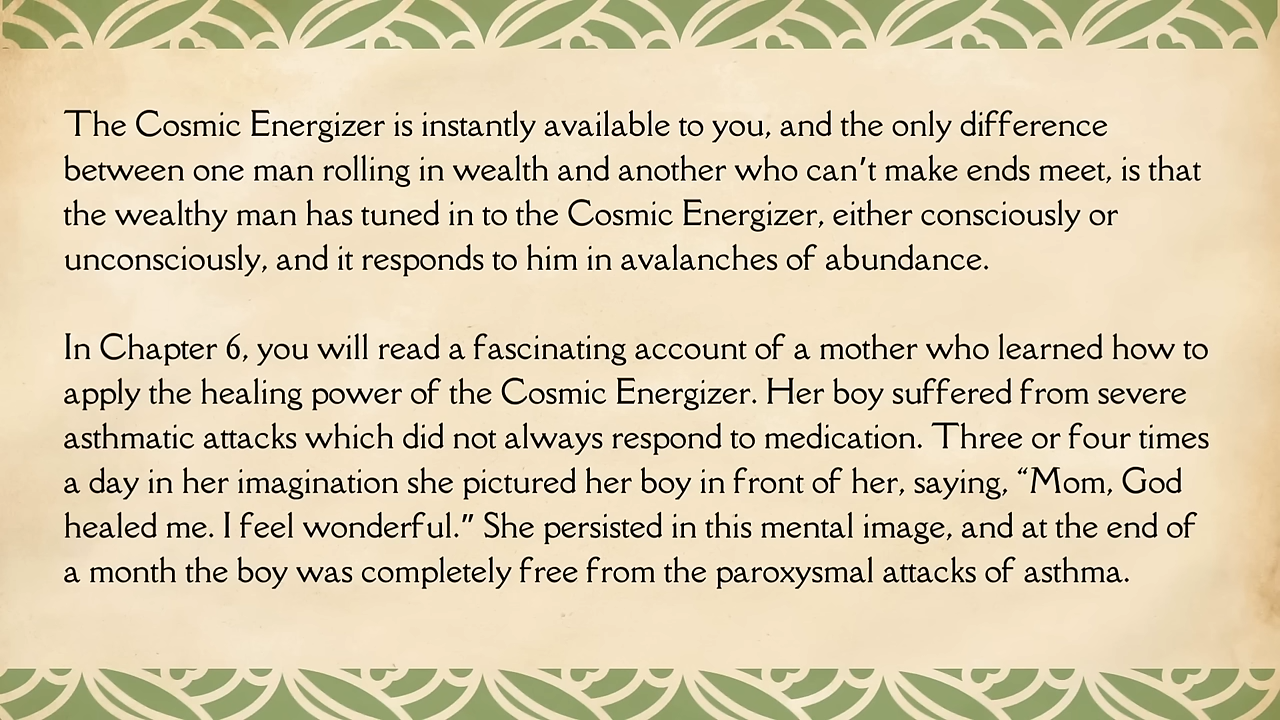 The Cosmic Energizer is instantly available to you, and the only difference
between one man rolling in wealth and another who can't make ends meet, is that
the wealthy man has tuned in to the Cosmic Energizer, either consciously or
unconsciously, and it responds to him in avalanches of abundance.
In Chapter 6, you will read a fascinating account of a mother who learned how to
apply the healing power of the Cosmic Energizer. Her boy suffered from severe
asthmatic attacks which did not always respond to medication. Three or four times
a day in her imagination she pictured her boy in front of her, saying, “Mom, God
healed me. I feel wonderful." She persisted in this mental image, and at the end of
a month the boy was completely free from the paroxysmal attacks of asthma.